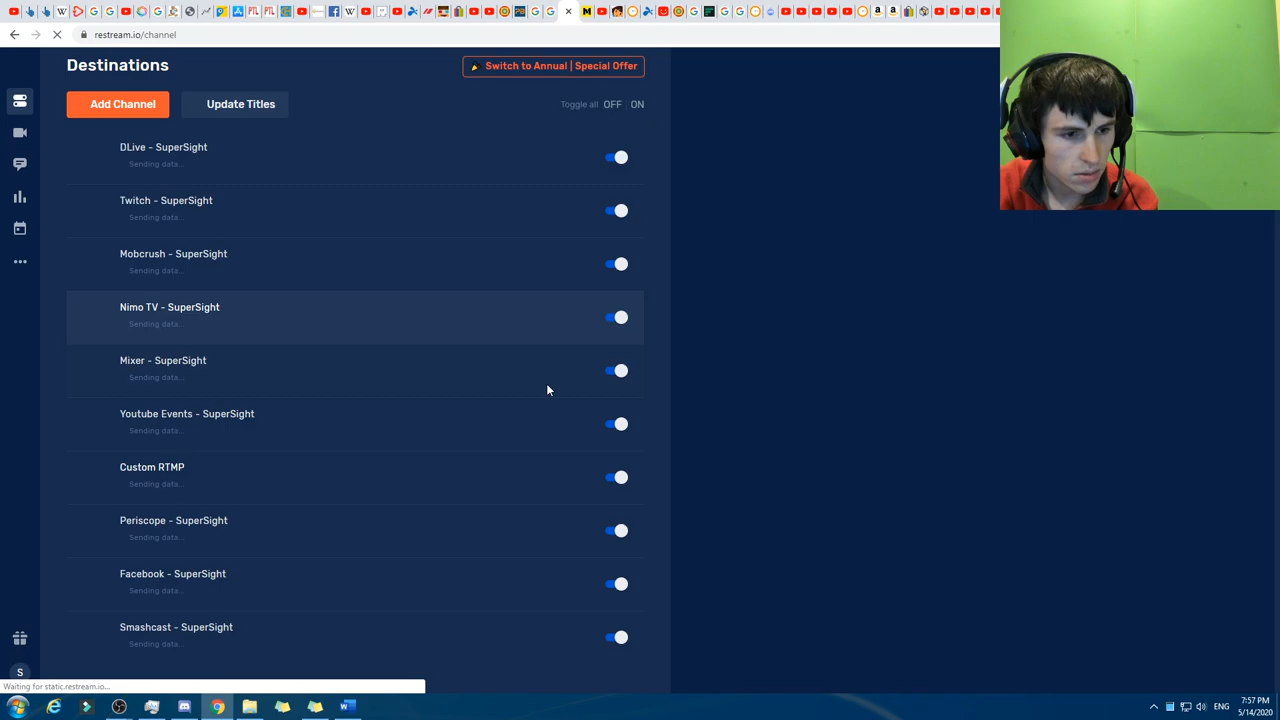 restream.io/channel
Destinations
Switch to Annual | Special Offer
Add Channel
Update Titles
Toggle all OFF ON
DLive - SuperSight
Sending data...
Twitch - SuperSight
Sending data...
Mobcrush - SuperSight
Sending data...
Nimo TV - SuperSight
Sending data...
Mixer - SuperSight
Sending data...
Youtube Events - SuperSight
Sending data...
Custom RTMP
Sending data...
Periscope - SuperSight
Sending data...
Facebook - SuperSight
Sending data...
Smashcast - SuperSight
Sending data...
S
Waiting for static.restream.io...
ENG
7:57 PM
5/14/2020